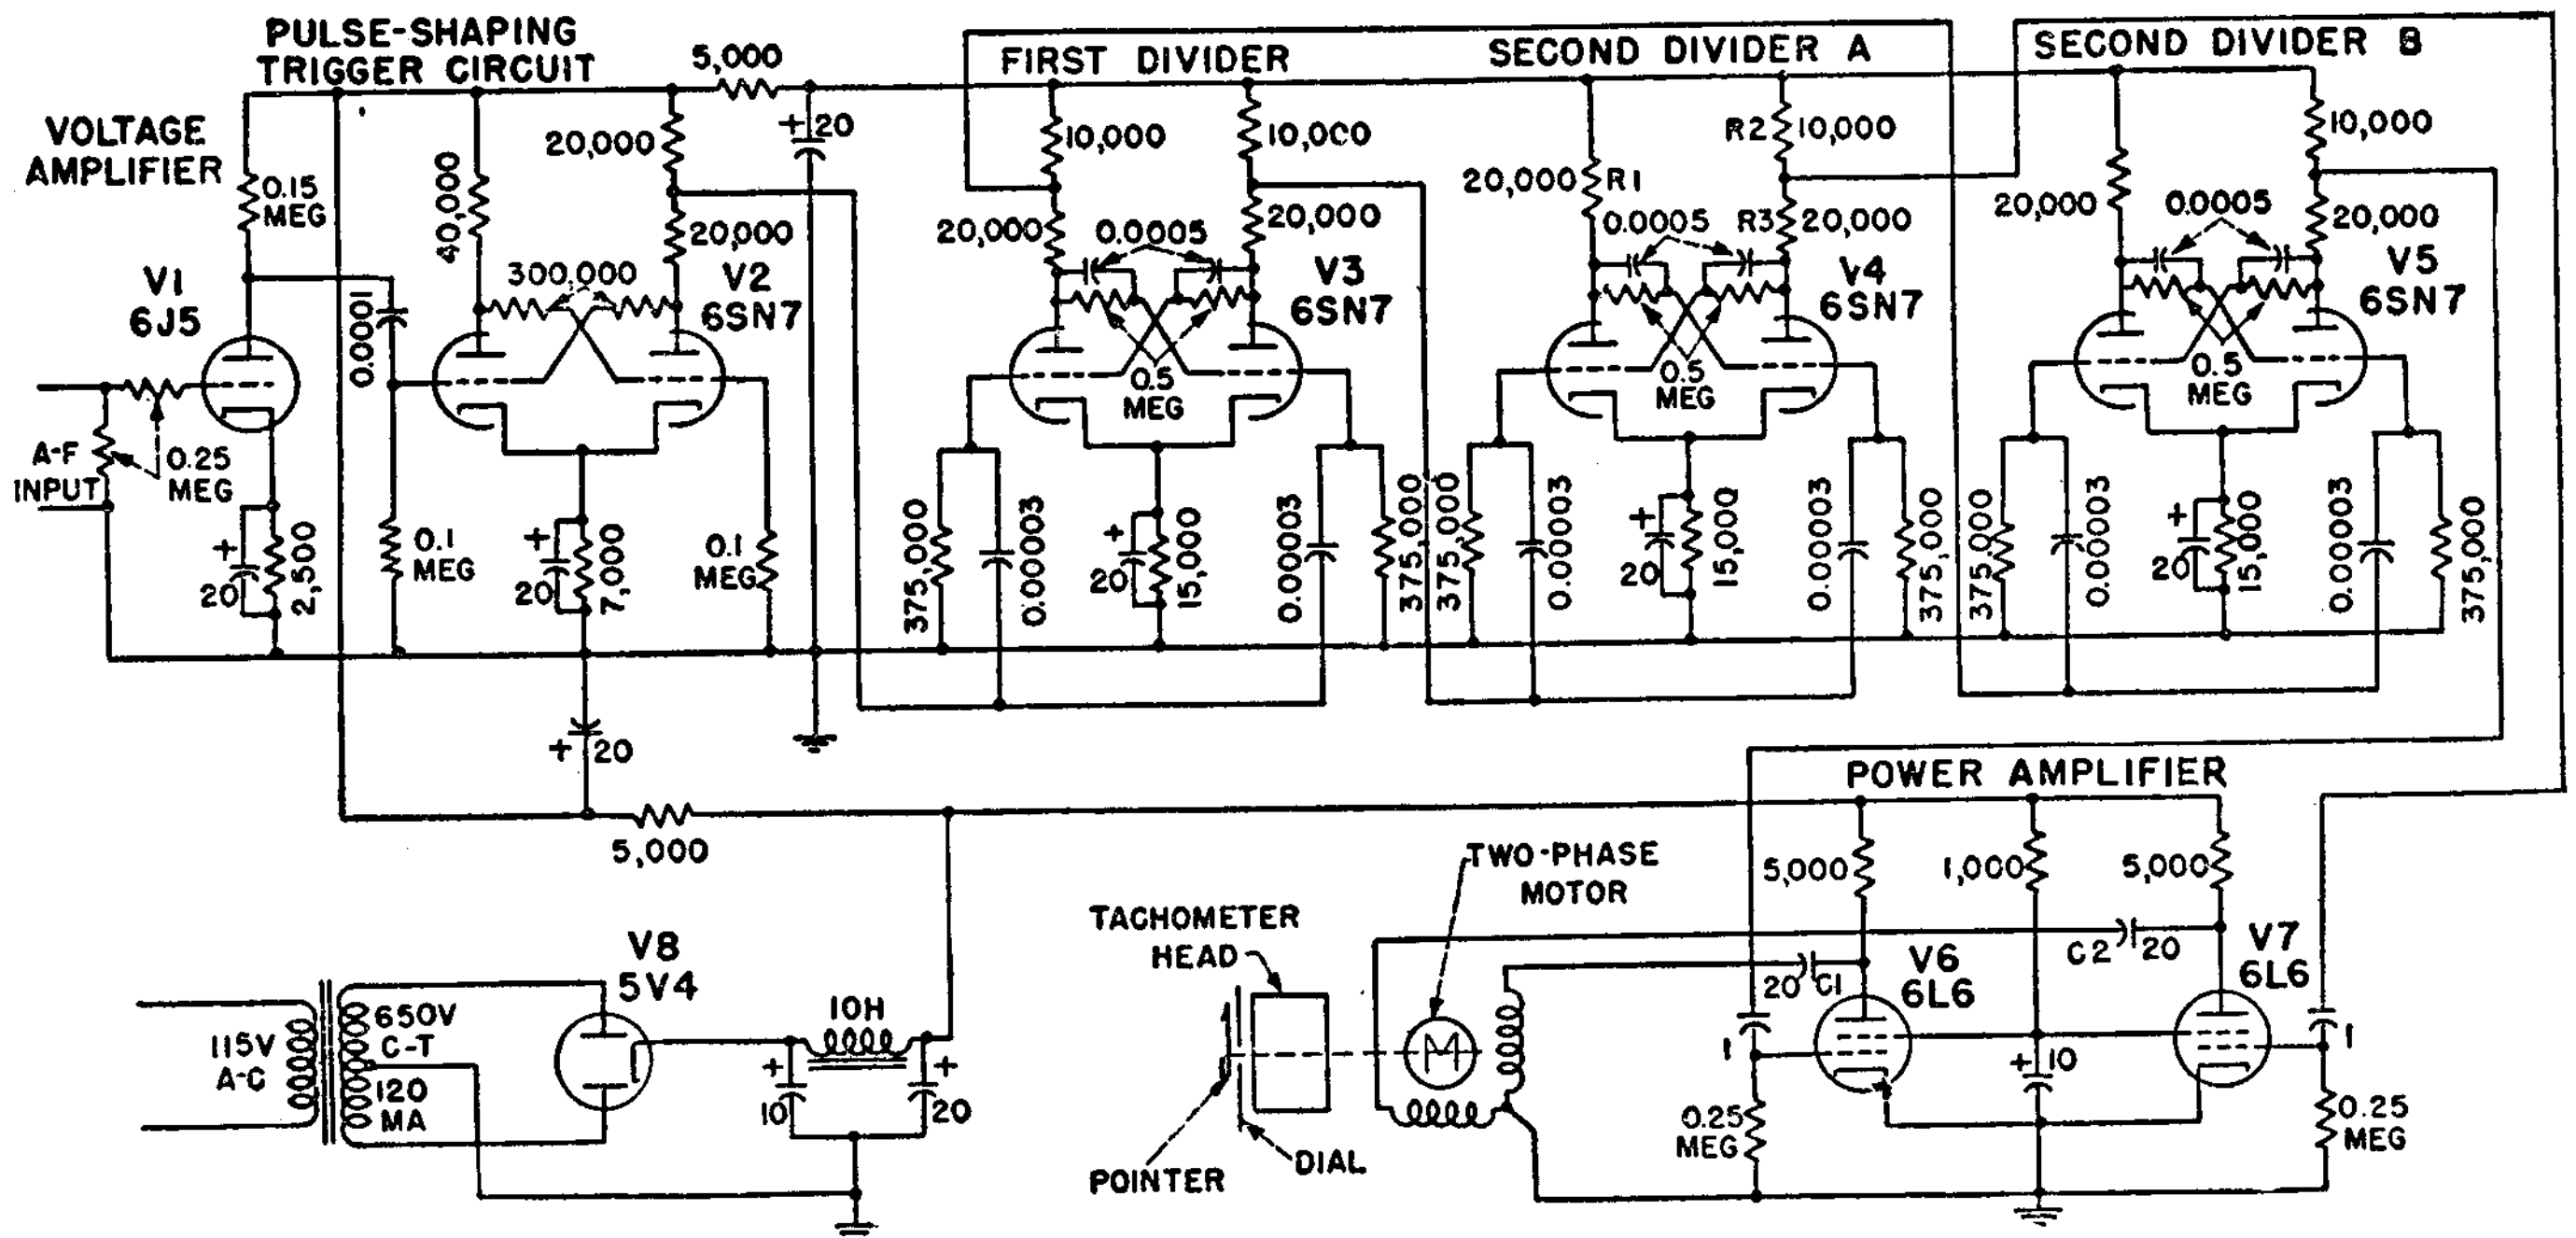 PULSE-SHAPING
TRIGGER CIRCUIT
5,000
FIRST DIVIDER
SECOND DIVIDER A
SECOND DIVIDER B
VOLTAGE
AMPLIFIER
0.15
MEG
40,000
20,000
+20
10,000
10,000
R2
10,000
10,000
20,000
R1
20,000
20,000
20,000
20,000
0.0005
0.0005
R3
20,000
20,000
0.0005
20,000
V1
6J5
0.0001
300,000
V2
6SN7
V3
6SN7
V4
6SN7
V5
6SN7
A-F
INPUT
0.25
MEG
0.5
MEG
0.5
MEG
0.5
MEG
+
20
2,500
0.1
MEG
+
20
7,000
0.1
MEG
375,000
0.00003
+
20
15,000
0.00003
375,000
375,000
0.00003
+
20
15,000
0.00003
375,000
375,000
0.00003
+
20
15,000
0.00003
375,000
+
20
5,000
POWER AMPLIFIER
TWO-PHASE
MOTOR
5,000
1,000
5,000
TACHOMETER
HEAD
C2
20
V7
6L6
20
C1
V6
6L6
V8
5V4
115V
A-C
650V
C-T
120
MA
10H
+
10
+
20
M
1
+10
1
0.25
MEG
0.25
MEG
POINTER
DIAL